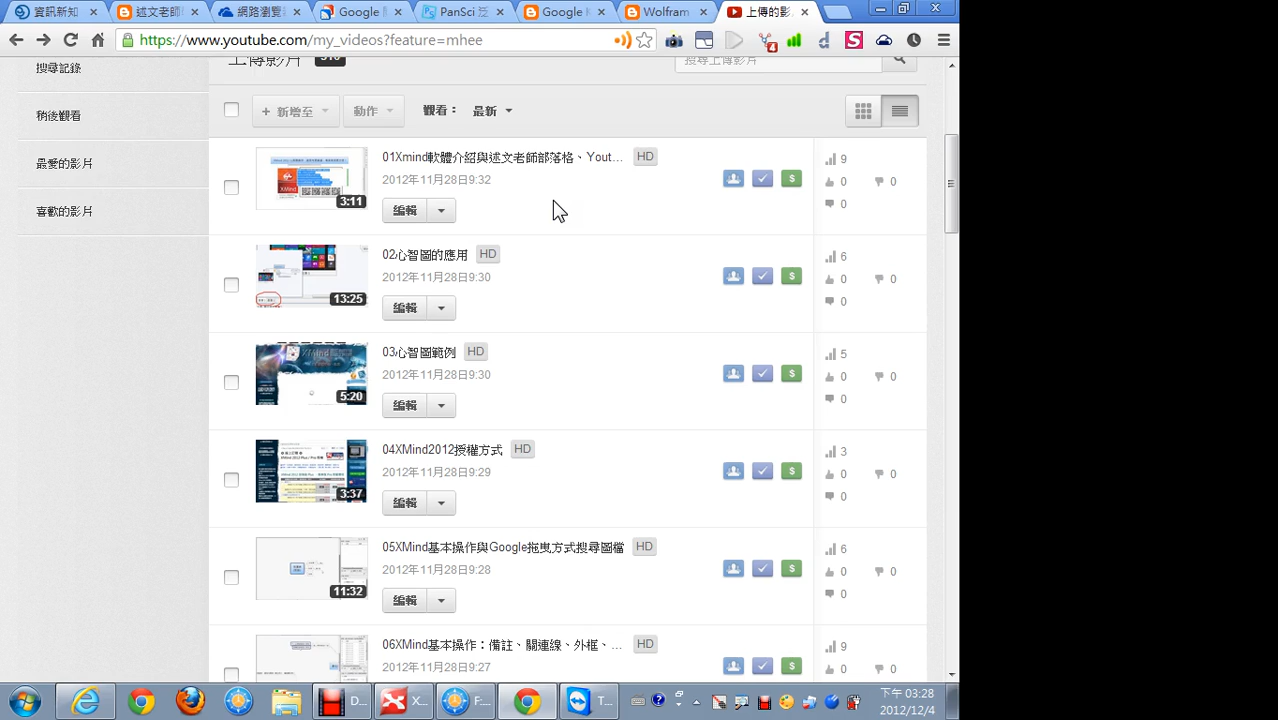 資訊新知
述文老師
網路瀏覽
Google
PanSci 泛
Google
Wolfram
上傳的影
https://www.youtube.com/my_videos?feature=mhee
搜尋記錄
上傳影片
搜尋上傳影片
稍後觀看
最愛的影片
喜歡的影片
+ 新增至
動作
觀看：
最新
01Xmind軟體介紹與述文老師部落格、Yout... HD
2012年11月28日9:32
3:11
編輯
9
0
0
0
02心智圖的應用 HD
2012年11月28日9:30
13:25
編輯
6
0
0
0
03心智圖範例 HD
2012年11月28日9:30
5:20
編輯
5
0
0
0
04XMind2012授權方式 HD
2012年11月28日9:29
3:37
編輯
3
0
0
0
05XMind基本操作與Google拖曳方式搜尋圖檔 HD
2012年11月28日9:28
11:32
編輯
6
0
0
0
06XMind基本操作：備註、關連線、外框、... HD
2012年11月28日9:27
9
0
0
D...
X...
F...
T...
下午 03:28
2012/12/4